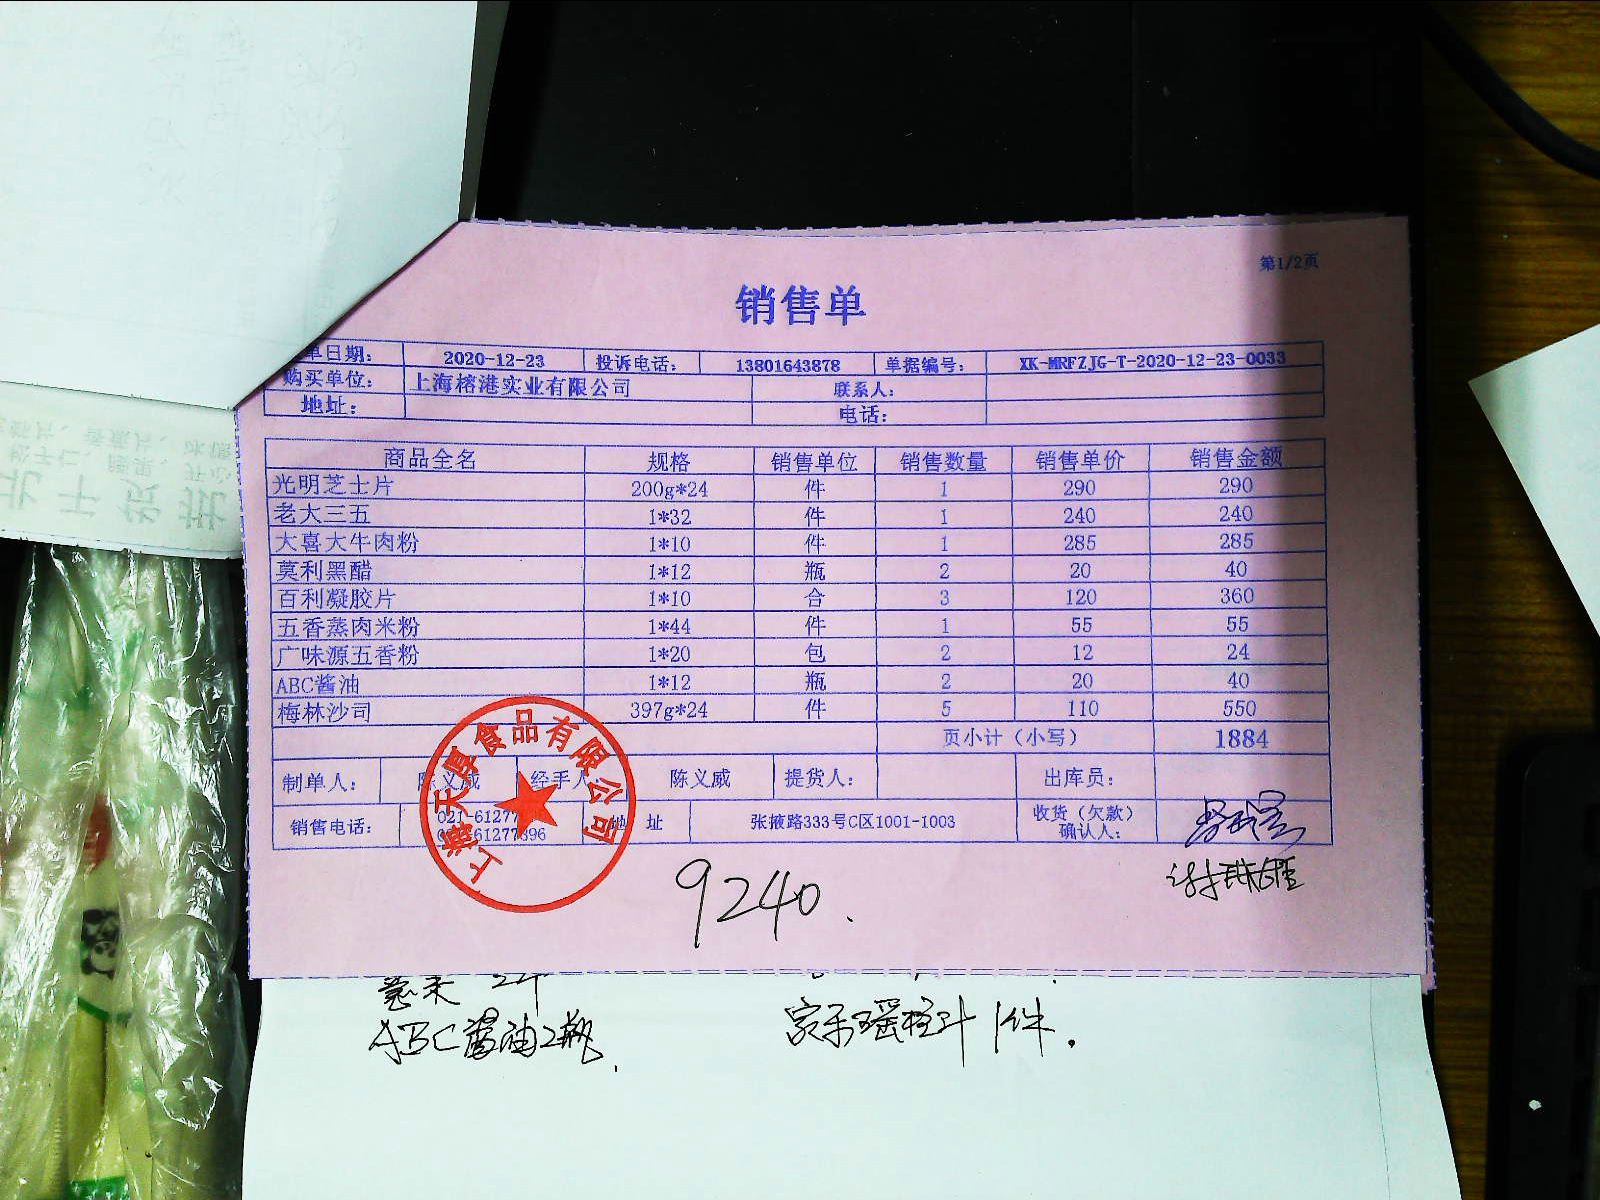 第1/2页
销售单
单日期: 2020-12-23 投诉电话: 13801643878 单据编号: XK-MRFZJG-T-2020-12-23-0033
购买单位: 上海榕港实业有限公司 联系人:
地址: 电话:
商品全名 规格 销售单位 销售数量 销售单价 销售金额
光明芝士片 200g*24 件 1 290 290
老大三五 1*32 件 1 240 240
大喜大牛肉粉 1*10 件 1 285 285
莫利黑醋 1*12 瓶 2 20 40
百利凝胶片 1*10 合 3 120 360
五香蒸肉米粉 1*44 件 1 55 55
广味源五香粉 1*20 包 2 12 24
ABC酱油 1*12 瓶 2 20 40
梅林沙司 397g*24 件 5 110 550
页小计（小写） 1884
制单人: 陈义威 经手人: 陈义威 提货人: 出库员:
销售电话: 021-6127 61277396 地 址 张掖路333号C区1001-1003 收货（欠款）
确认人:
上海天厚食品有限公司
9240.
ABC酱油2瓶 1件.